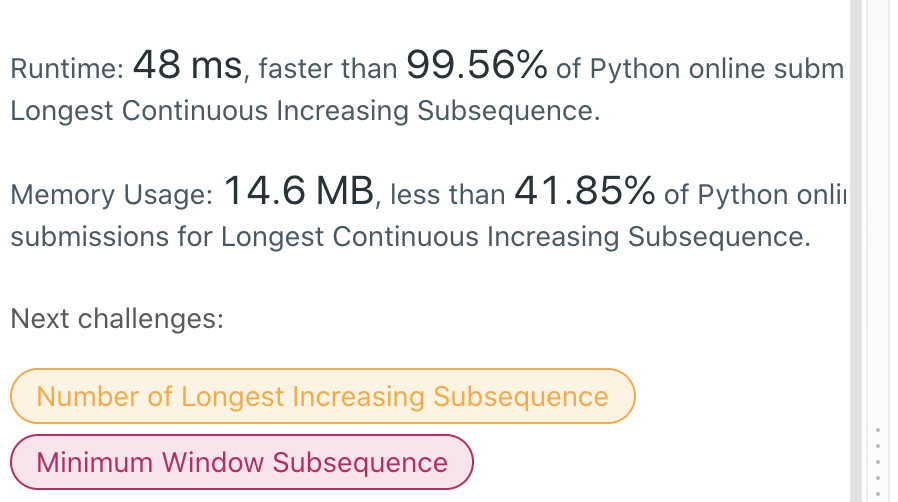 Runtime: 48 ms, faster than 99.56% of Python online subm
Longest Continuous Increasing Subsequence.
Memory Usage: 14.6 MB, less than 41.85% of Python onli
submissions for Longest Continuous Increasing Subsequence.
Next challenges:
Number of Longest Increasing Subsequence
Minimum Window Subsequence